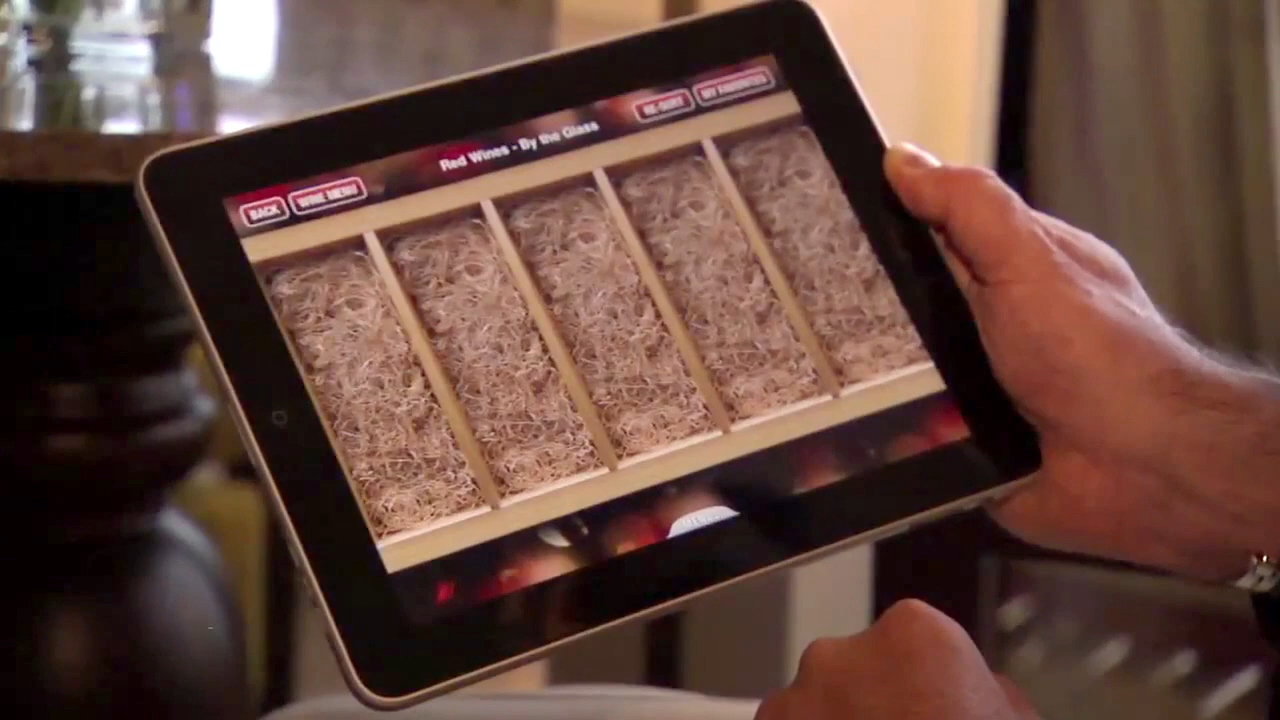 BACK
WINE MENU
Red Wines - By the Glass
RE-SORT
MY FAVORITES